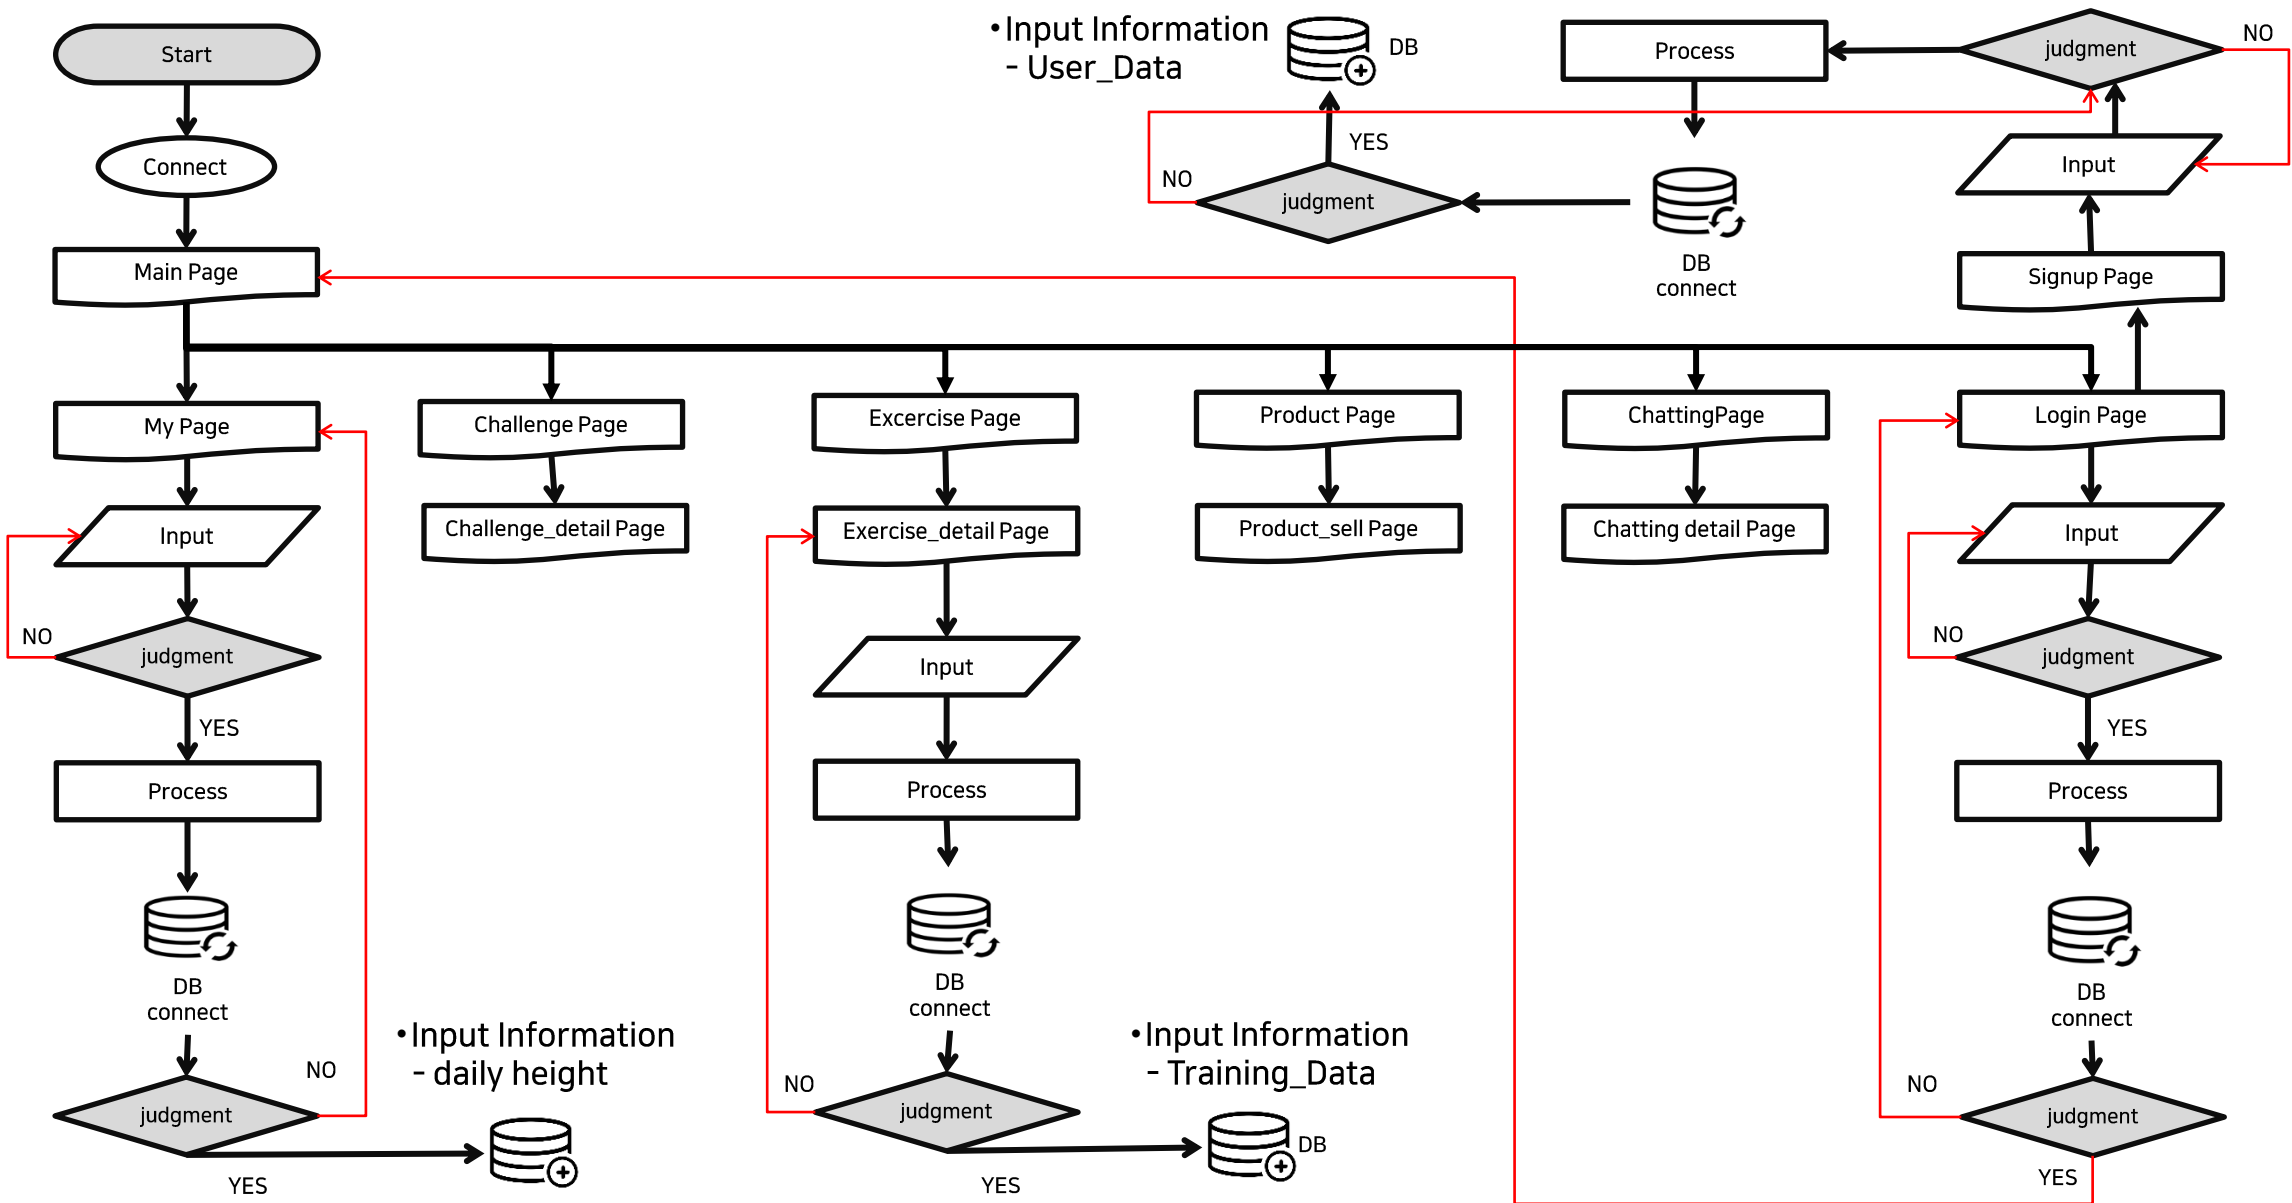 Start
• Input Information
- User_Data
DB
Process
judgment
NO
Connect
YES
Input
NO
judgment
DB
connect
Main Page
Signup Page
My Page
Challenge Page
Excercise Page
Product Page
ChattingPage
Login Page
Input
Challenge_detail Page
Exercise_detail Page
Product_sell Page
Chatting detail Page
Input
NO
judgment
Input
NO
judgment
YES
YES
Process
Process
Process
DB
connect
DB
connect
DB
connect
• Input Information
- daily height
• Input Information
- Training_Data
NO
judgment
NO
judgment
DB
NO
judgment
YES
YES
YES